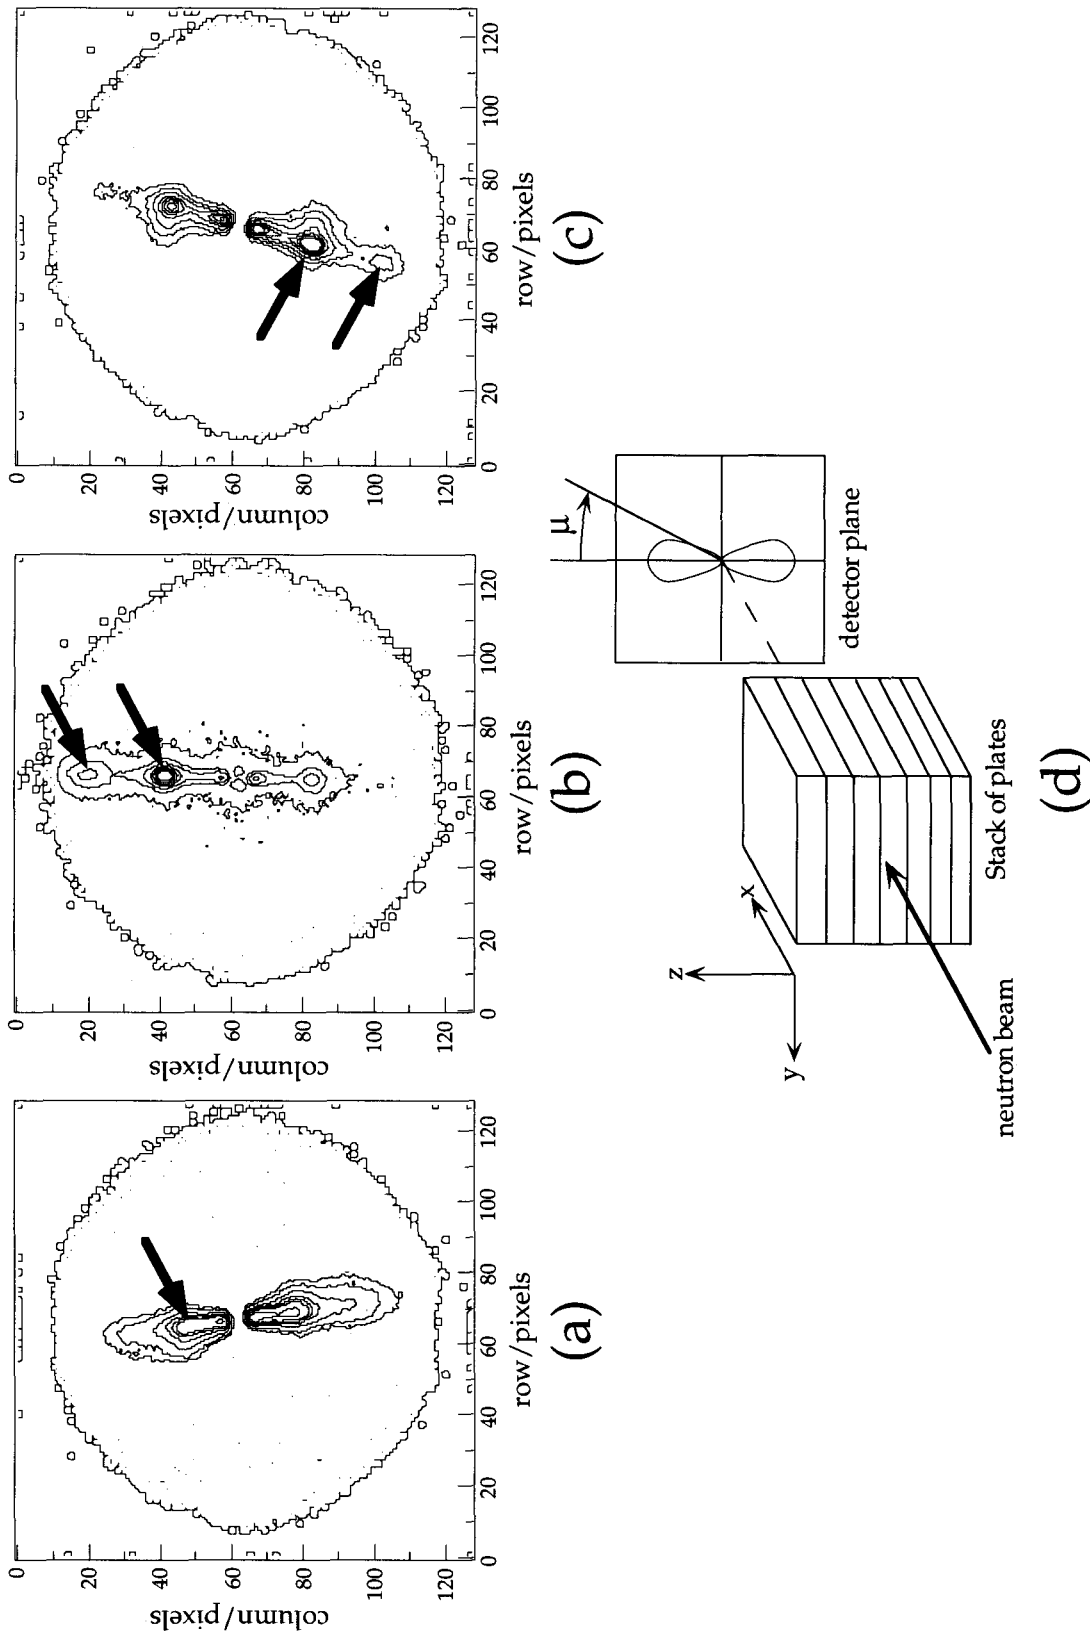 0
20
40
60
80
100
120
column/pixels
0 20 40 60 80 100 120
row/pixels
(a)
0
20
40
60
80
100
120
column/pixels
0 20 40 60 80 100 120
row/pixels
(b)
0
20
40
60
80
100
120
column/pixels
0 20 40 60 80 100 120
row/pixels
(c)
z
y
x
neutron beam
Stack of plates
μ
detector plane
(d)